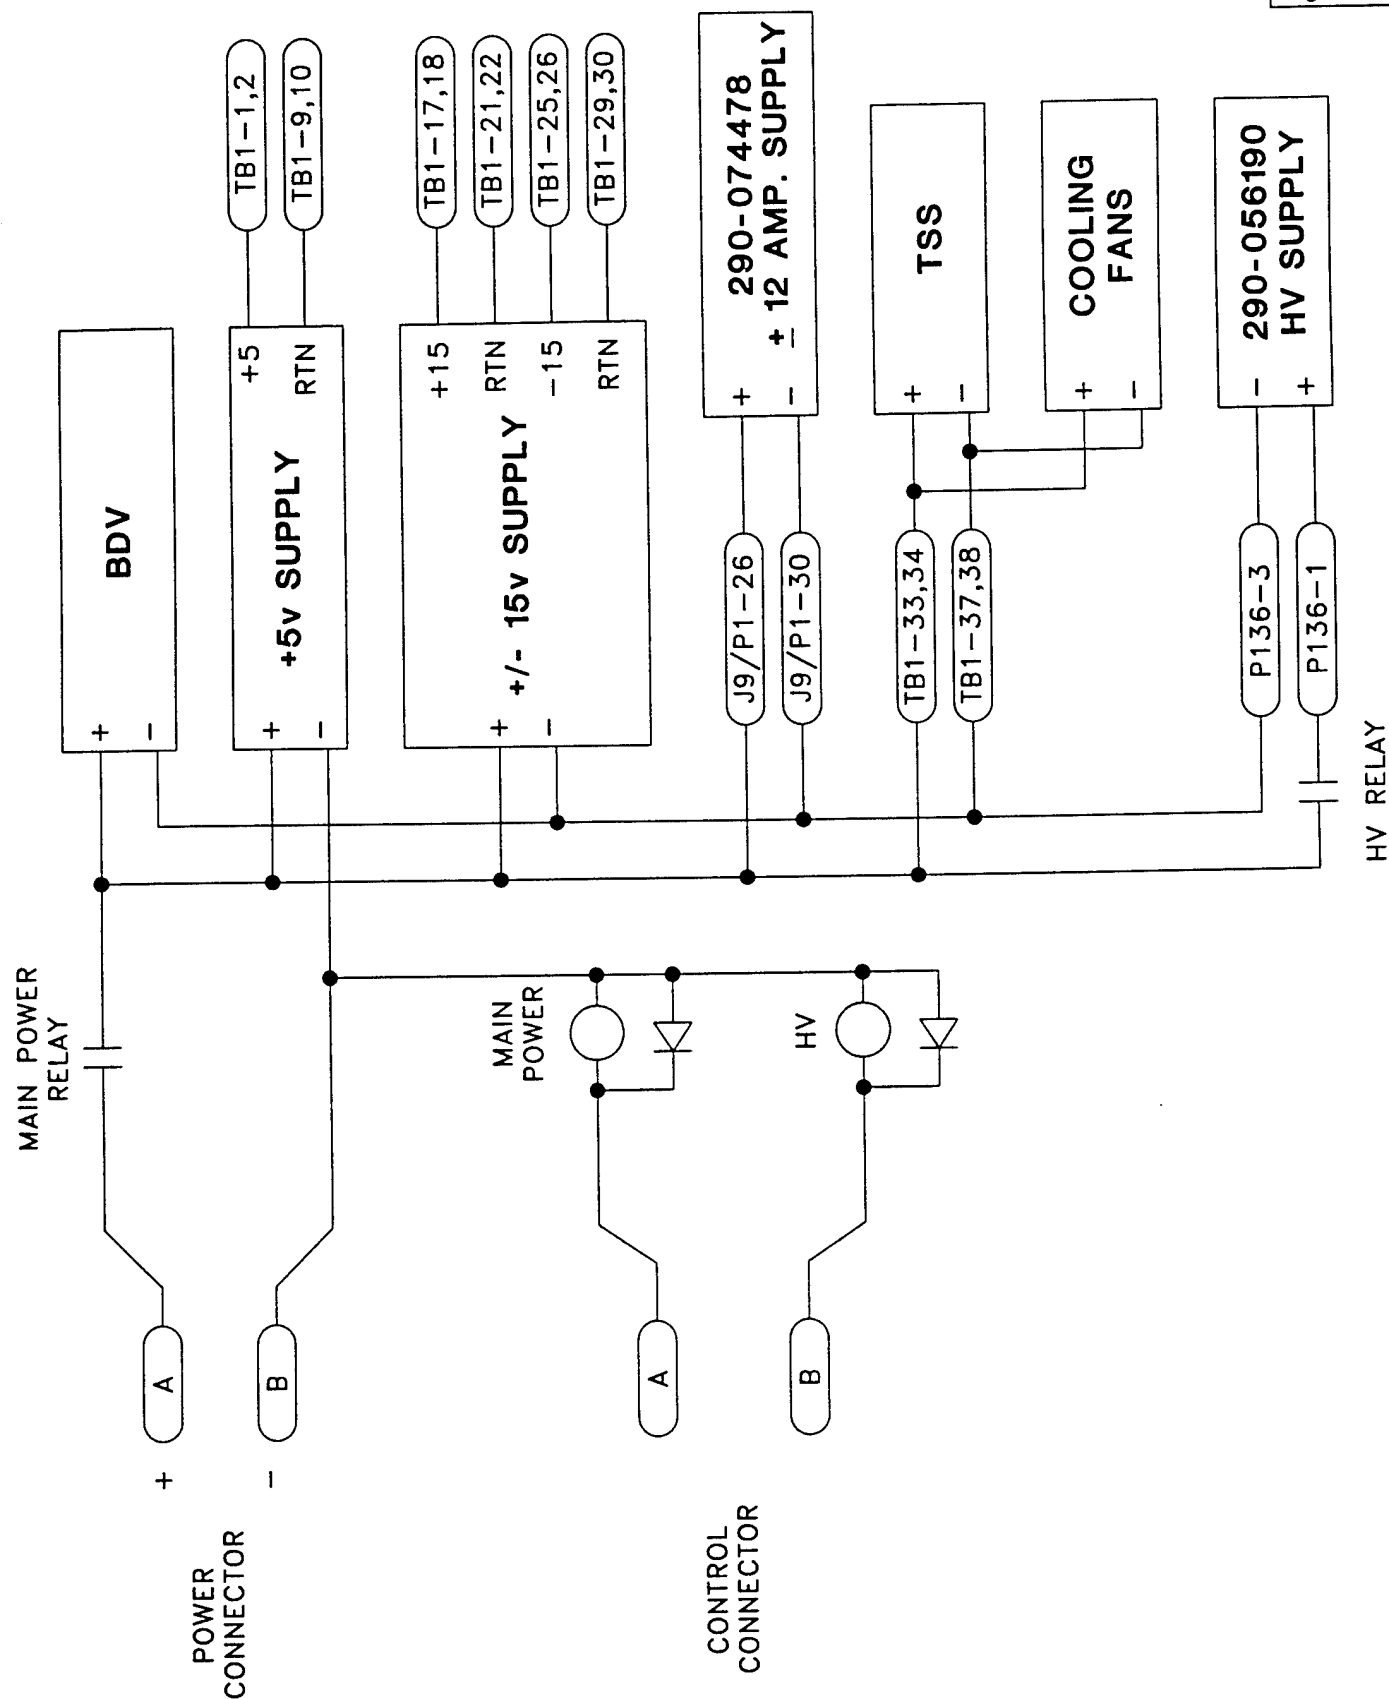 BDV
+
-
TB1-1,2
TB1-9,10
+5v SUPPLY
+5
RTN
+
-
TB1-17,18
TB1-21,22
TB1-25,26
TB1-29,30
+/- 15v SUPPLY
+15
RTN
-15
RTN
+
-
290-074478
± 12 AMP. SUPPLY
+
-
J9/P1-26
J9/P1-30
TSS
+
-
TB1-33,34
TB1-37,38
COOLING
FANS
+
-
290-056190
HV SUPPLY
-
+
P136-3
P136-1
HV RELAY
MAIN POWER
RELAY
MAIN
POWER
HV
POWER
CONNECTOR
+
A
-
B
CONTROL
CONNECTOR
A
B